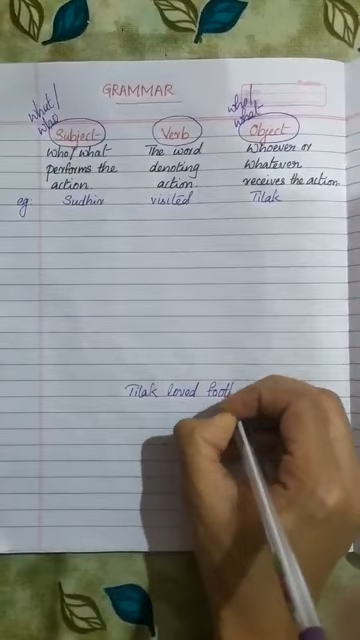 GRAMMAR
what/ who/
who what
Subject Verb Object
Who/what The word Whoever or
performs the denoting whatever
action action. receives the action.
eg: Sudhir visited Tilak
Tilak loved foot